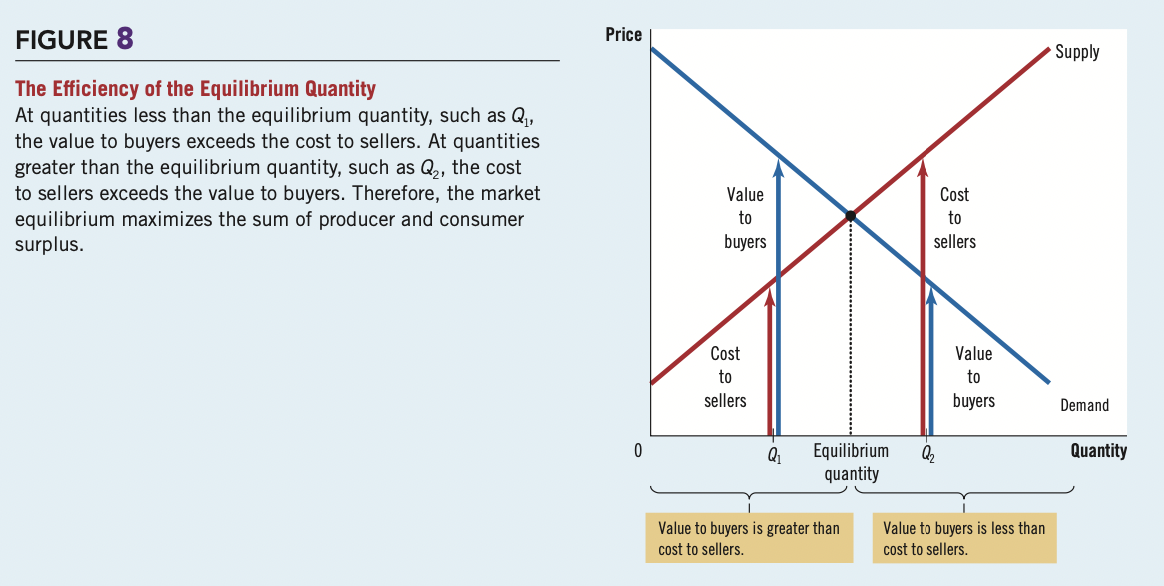 FIGURE 8
The Efficiency of the Equilibrium Quantity
At quantities less than the equilibrium quantity, such as Q1,
the value to buyers exceeds the cost to sellers. At quantities
greater than the equilibrium quantity, such as Q2, the cost
to sellers exceeds the value to buyers. Therefore, the market
equilibrium maximizes the sum of producer and consumer
surplus.
Price
Supply
Value
to
buyers
Cost
to
sellers
Cost
to
sellers
Value
to
buyers
Demand
0
Q1
Equilibrium
quantity
Q2
Quantity
Value to buyers is greater than
cost to sellers.
Value to buyers is less than
cost to sellers.